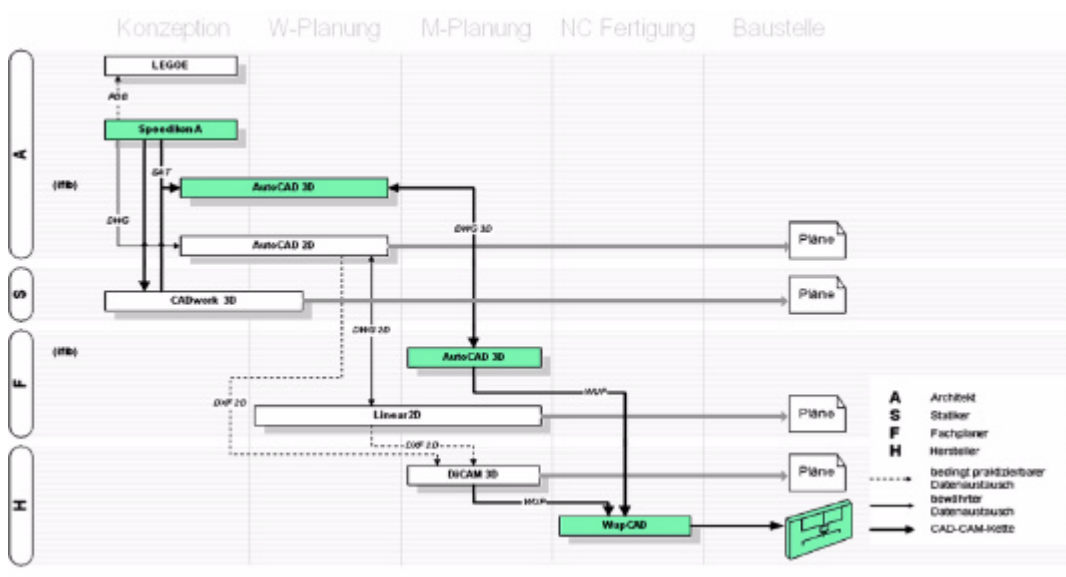 Konzeption W-Planung M-Planung NC Fertigung Baustelle
LEGOE
PDB
Speedikon A
A
SAT
(iflb)
AutoCAD 3D
DWG
DWG 3D
AutoCAD 2D
Pläne
S
CADwork 3D
Pläne
DWG 2D
(iflb)
AutoCAD 3D
F
WUP
DXF 2D
Linear2D
Pläne
A Architekt
S Statiker
F Fachplaner
H Hersteller
DXF 2D
DiCAM 3D
Pläne
bedingt praktizierbarer
Datenaustausch
H
WUP
bewährter
Datenaustausch
WupCAD
CAD-CAM-Kette